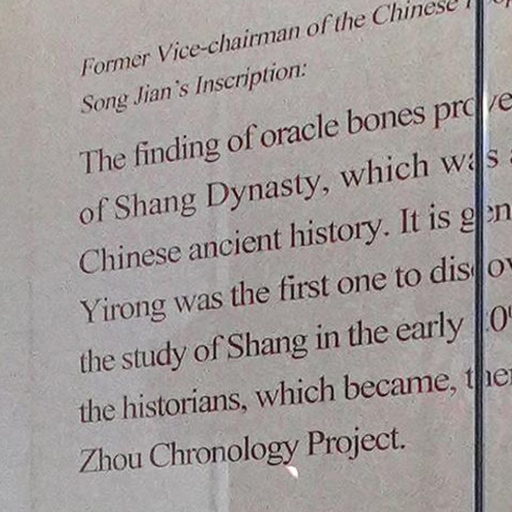 Former Vice-chairman of the Chinese
Song Jian's Inscription:
The finding of oracle bones
of Shang Dynasty, which was
Chinese ancient history. It is
Yirong was the first one to
the study of Shang in the early
the historians, which became,
Zhou Chronology Project.